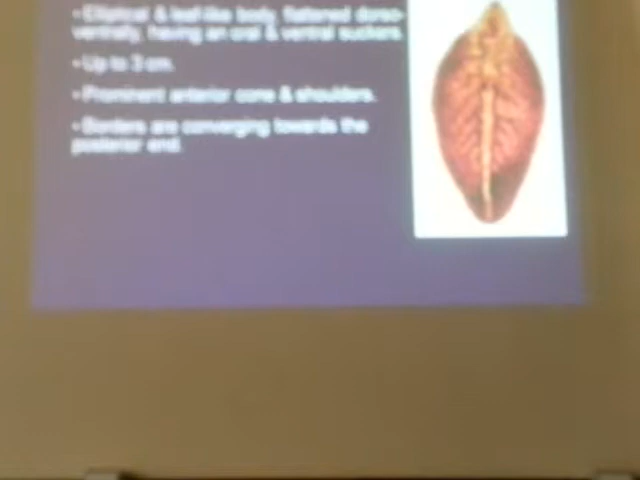 • Elliptical & leaf-like body, flattened dorso-
ventrally, having an oral & ventral suckers.
• Up to 3 cm.
• Prominent anterior cone & shoulders.
• Borders are converging towards the
posterior end.